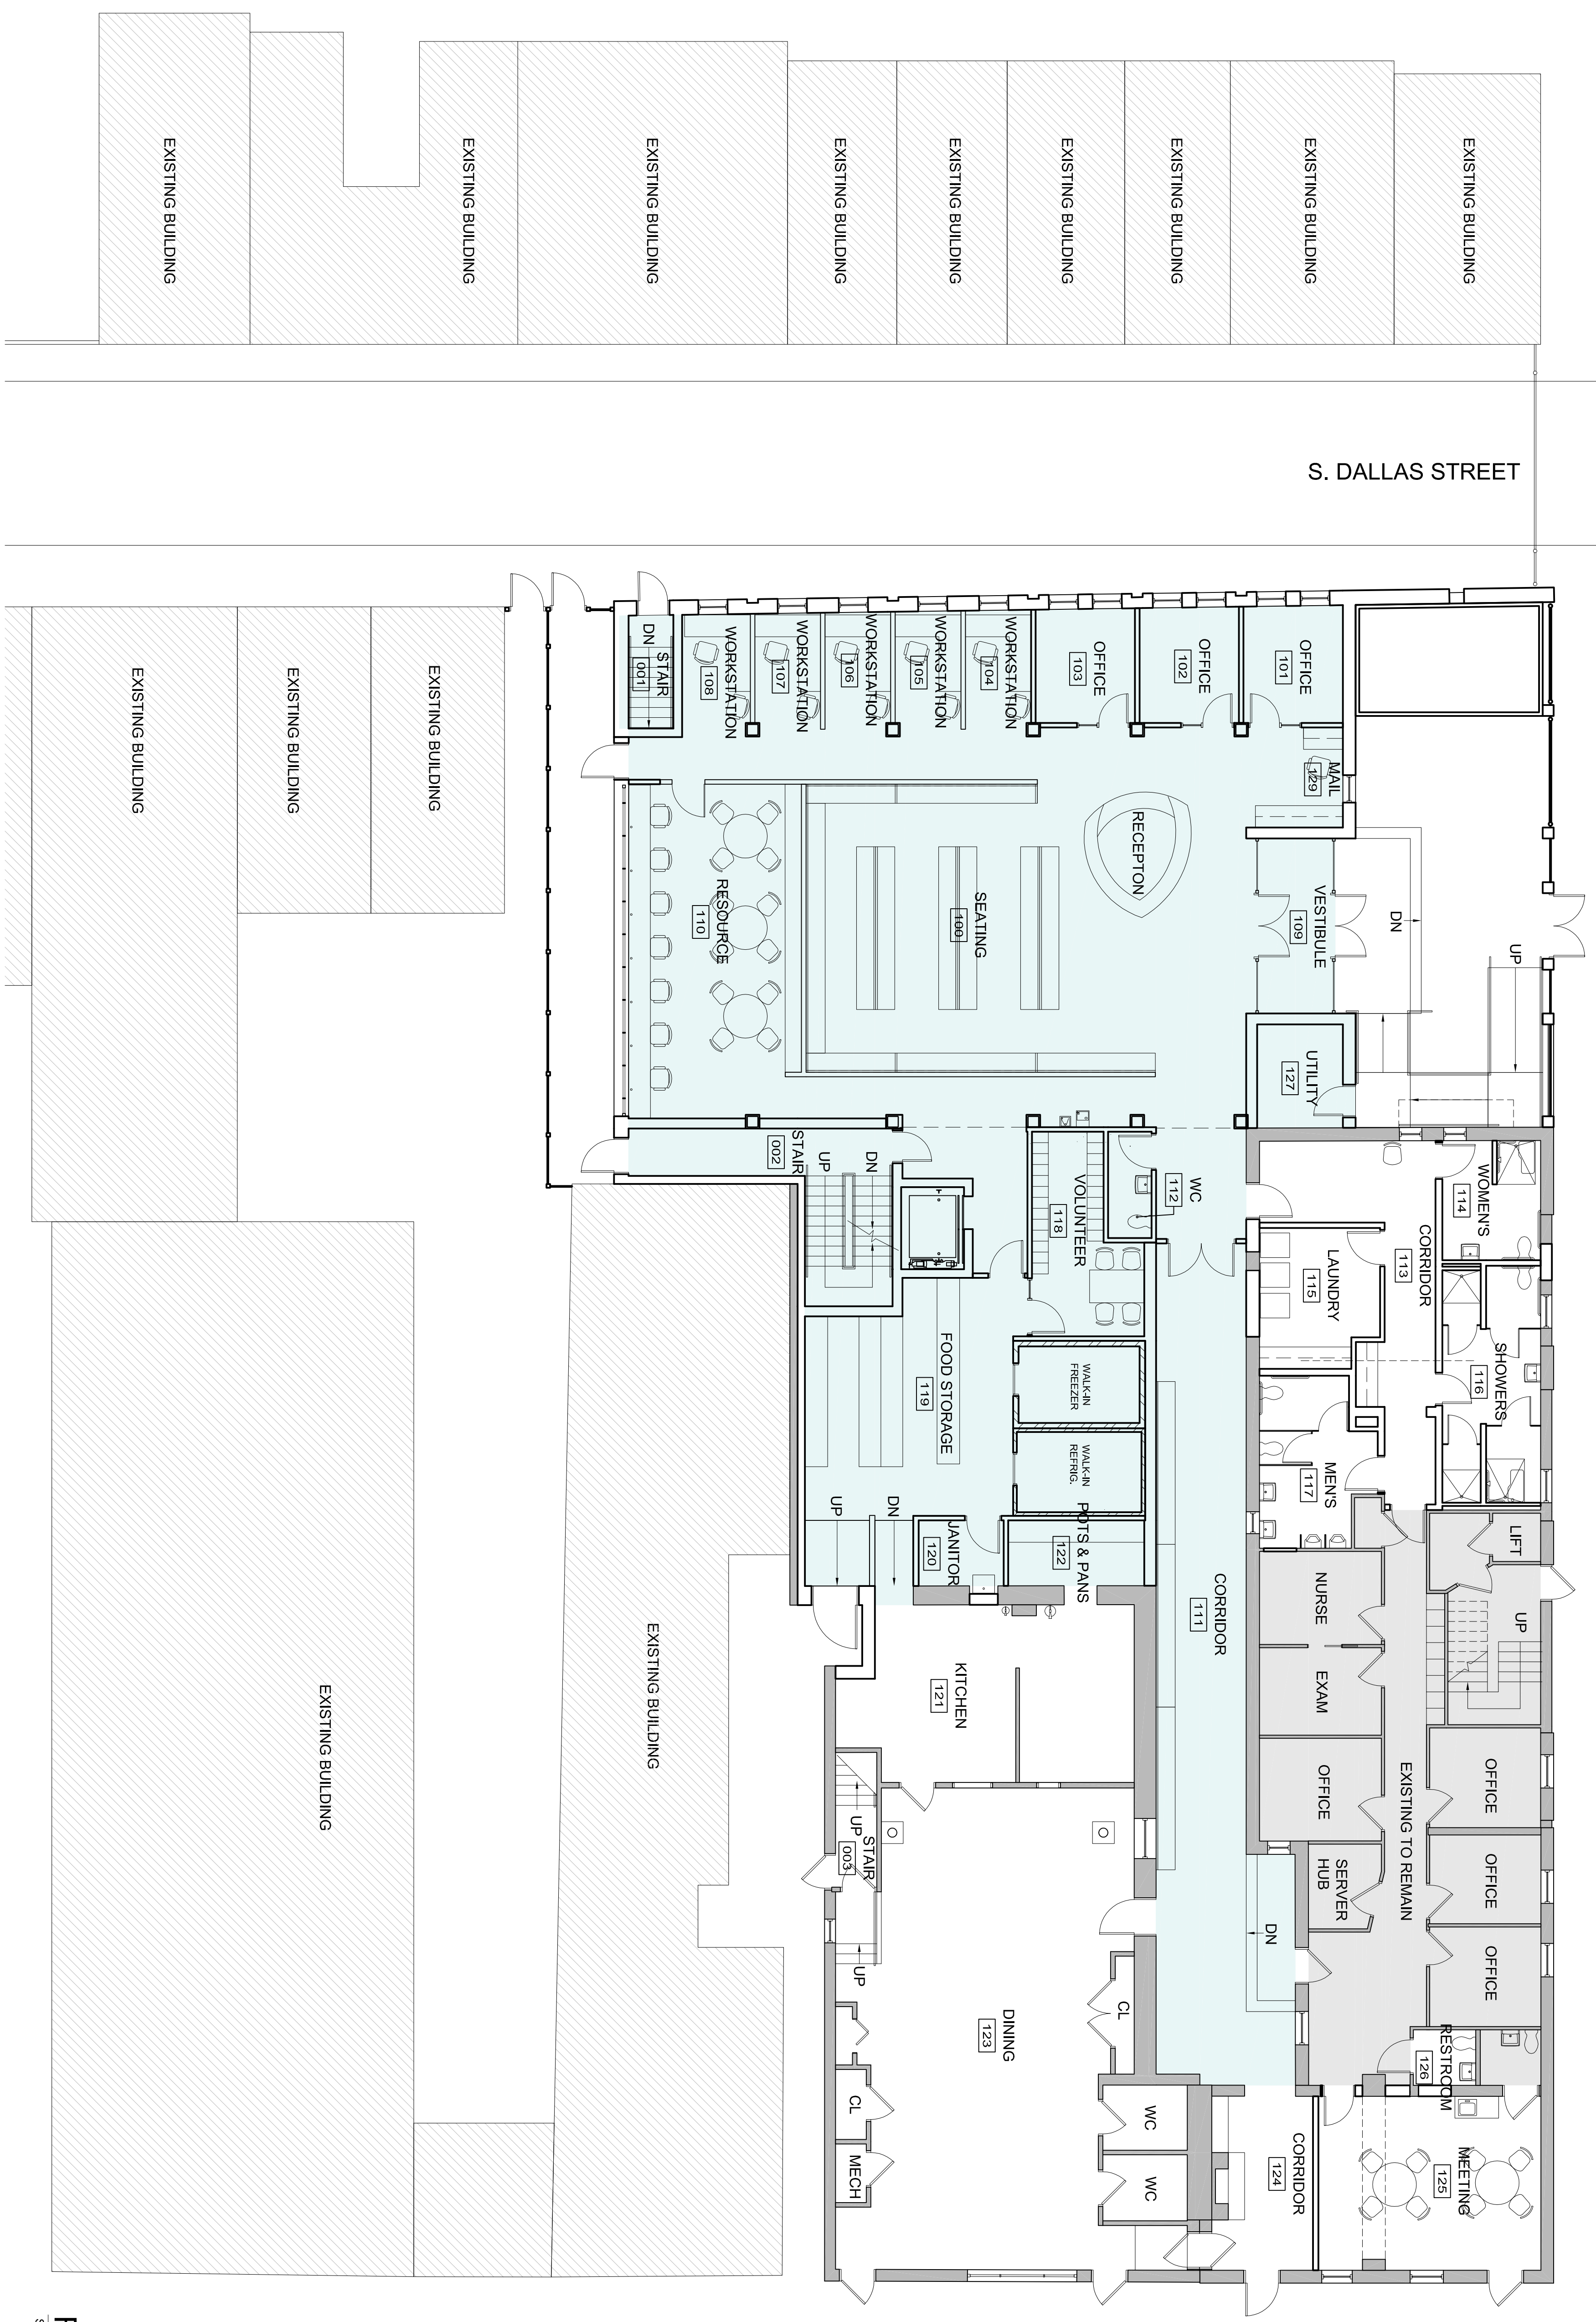 EXISTING BUILDING
EXISTING BUILDING
EXISTING BUILDING
EXISTING BUILDING
EXISTING BUILDING
EXISTING BUILDING
EXISTING BUILDING
EXISTING BUILDING
EXISTING BUILDING
S. DALLAS STREET
EXISTING BUILDING
EXISTING BUILDING
EXISTING BUILDING
DN
STAIR
001
WORKSTATION
108
WORKSTATION
107
WORKSTATION
106
WORKSTATION
105
WORKSTATION
104
OFFICE
103
OFFICE
102
OFFICE
101
MAIL
129
RECEPTON
RESOURCE
110
SEATING
100
VESTIBULE
109
DN
UP
UTILITY
127
STAIR
002
UP
DN
VOLUNTEER
118
WC
112
WOMEN'S
114
CORRIDOR
113
LAUNDRY
115
SHOWERS
116
FOOD STORAGE
119
WALK-IN
FREEZER
WALK-IN
REFRIG.
MEN'S
117
UP
DN
JANITOR
120
POTS & PANS
122
CORRIDOR
111
LIFT
NURSE
UP
EXAM
KITCHEN
121
EXISTING BUILDING
EXISTING BUILDING
OFFICE
OFFICE
EXISTING TO REMAIN
UP
STAIR
003
SERVER
HUB
OFFICE
DN
OFFICE
UP
CL
DINING
123
RESTROOM
126
CL
WC
MECH
WC
CORRIDOR
124
MEETING
125